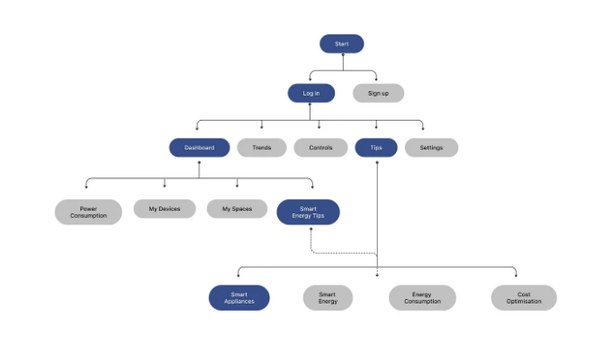 Start
Log in
Sign up
Dashboard
Trends
Controls
Tips
Settings
Power
Consumption
My Devices
My Spaces
Smart
Energy Tips
Smart
Appliances
Smart
Energy
Energy
Consumption
Cost
Optimisation